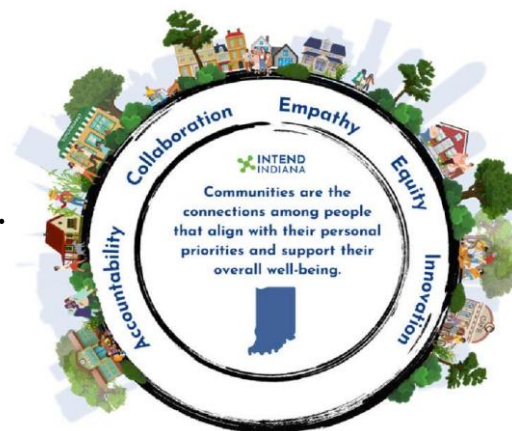 Collaboration
Empathy
Equity
Accountability
Innovation
INTEND
INDIANA
Communities are the
connections among people
that align with their personal
priorities and support their
overall well-being.